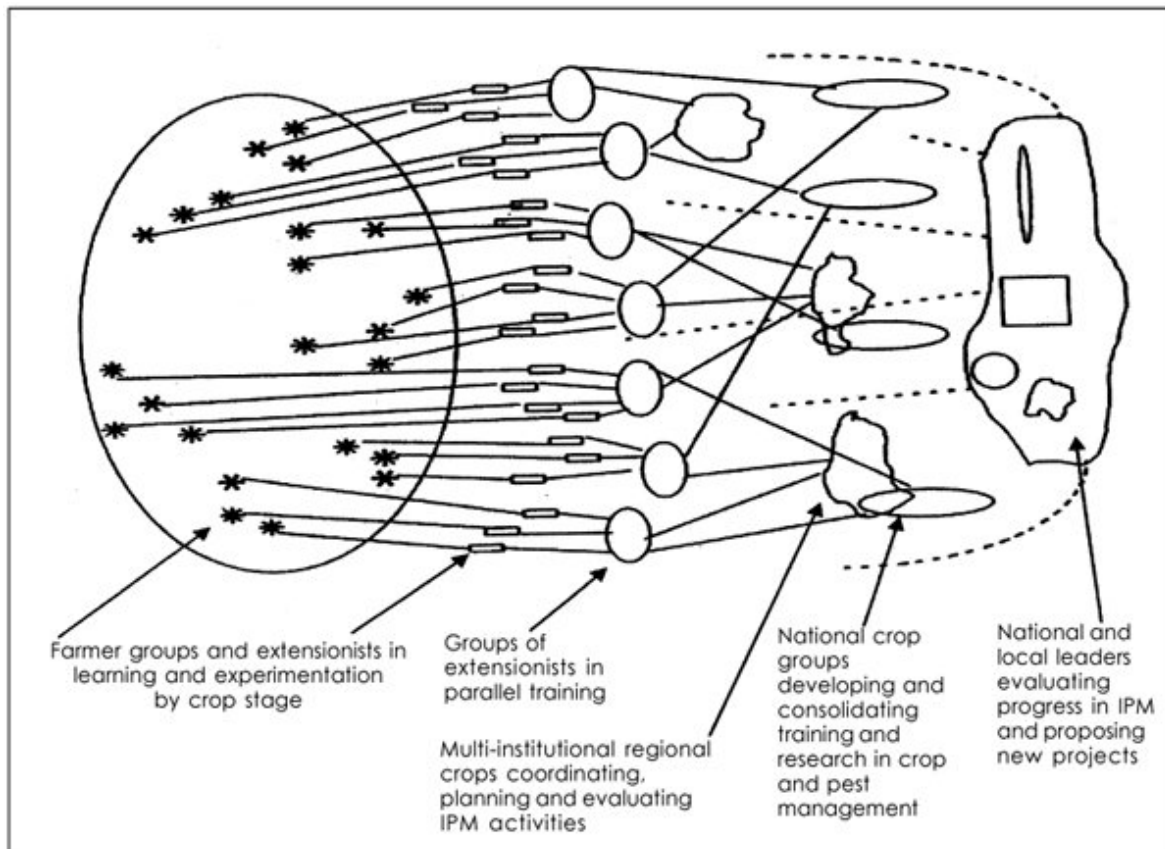 Farmer groups and extensionists in
learning and experimentation
by crop stage
Groups of
extensionists in
parallel training
Multi-institutional regional
crops coordinating,
planning and evaluating
IPM activities
National crop
groups
developing and
consolidating
training and
research in crop
and pest
management
National and
local leaders
evaluating
progress in IPM
and proposing
new projects